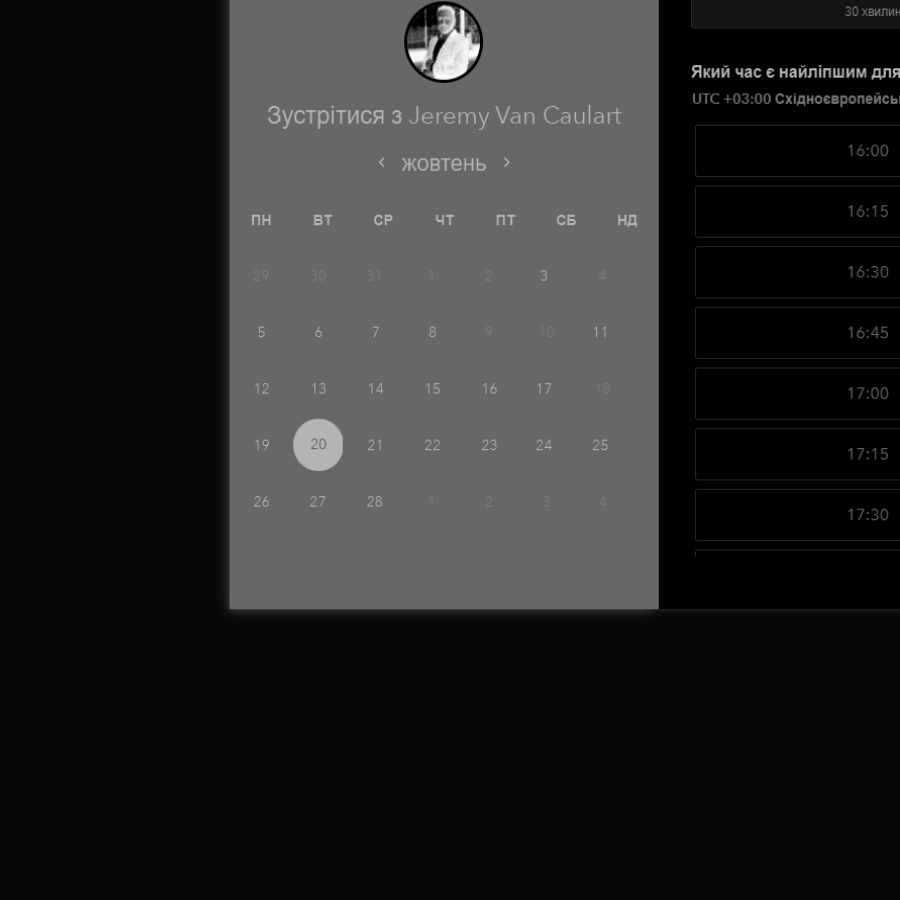 Зустрітися з Jeremy Van Caulart
‹ жовтень ›
ПН ВТ СР ЧТ ПТ СБ НД
29 30 31 1 2 3 4
5 6 7 8 9 10 11
12 13 14 15 16 17 18
19 20 21 22 23 24 25
26 27 28 1 2 3 4
30
Який час є найліпшим для
UTC +03:00
16:00
16:15
16:30
16:45
17:00
17:15
17:30